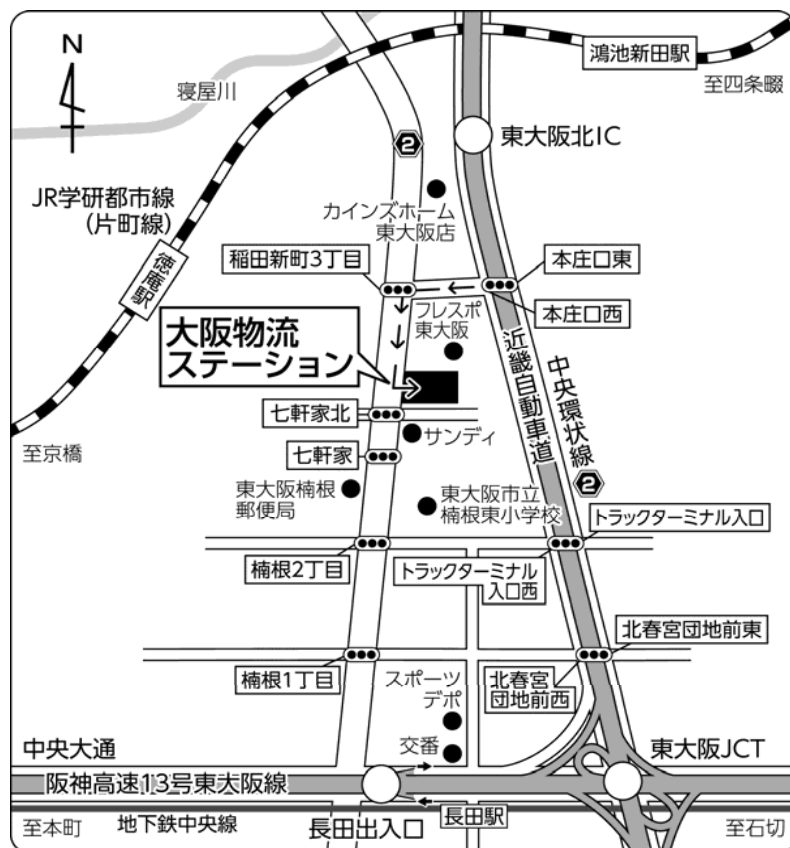 N
鴻池新田駅
至四条畷
寝屋川
2
東大阪北IC
JR学研都市線
(片町線)
カインズホーム
東大阪店
徳庵駅
稲田新町3丁目
本庄口東
本庄口西
フレスポ
東大阪
大阪物流
ステーション
近畿自動車道
中央環状線
2
七軒家北
サンディ
至京橋
七軒家
東大阪楠根
郵便局
東大阪市立
楠根東小学校
トラックターミナル入口
楠根2丁目
トラックターミナル
入口西
北春宮団地前東
楠根1丁目
スポーツ
デポ
北春宮
団地前西
中央大通
交番
東大阪JCT
阪神高速13号東大阪線
長田駅
至本町
地下鉄中央線
長田出入口
至石切